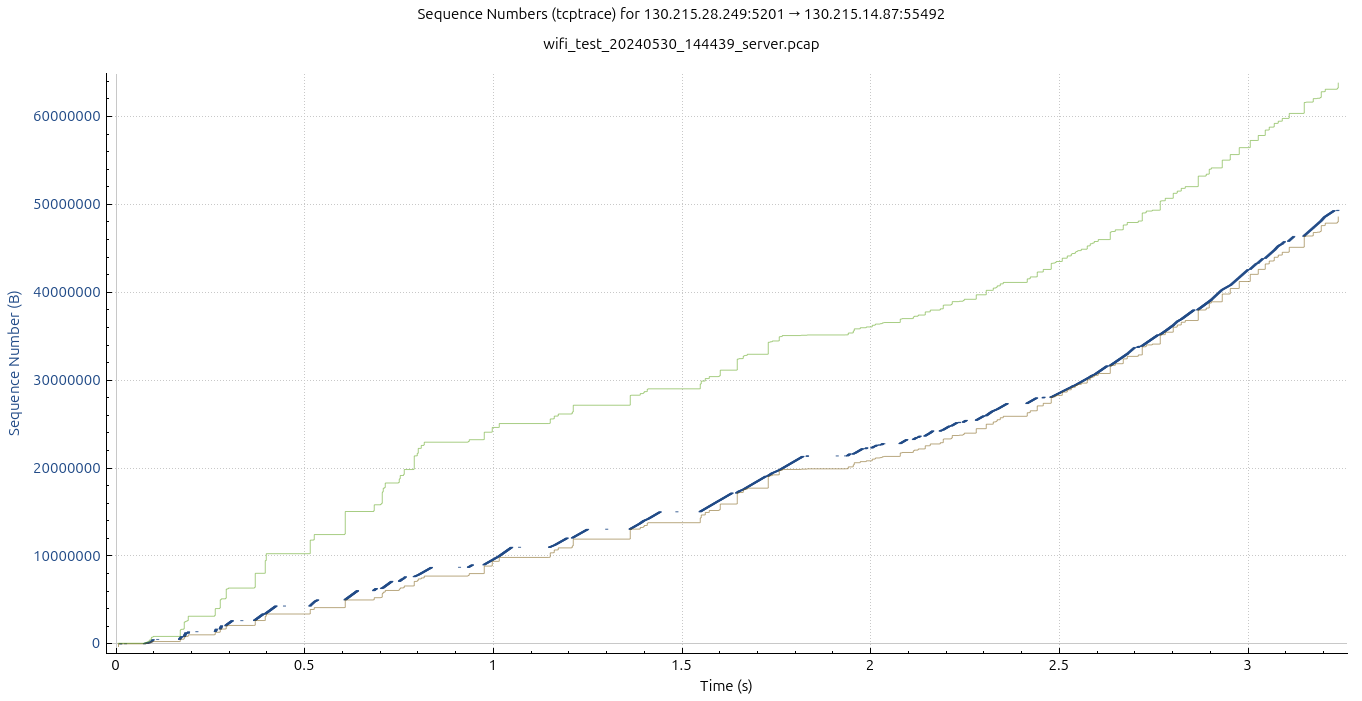 Sequence Numbers (tcptrace) for 130.215.28.249:5201 → 130.215.14.87:55492
wifi_test_20240530_144439_server.pcap
Sequence Number (B)
60000000
50000000
40000000
30000000
20000000
10000000
0
0 0.5 1 1.5 2 2.5 3
Time (s)